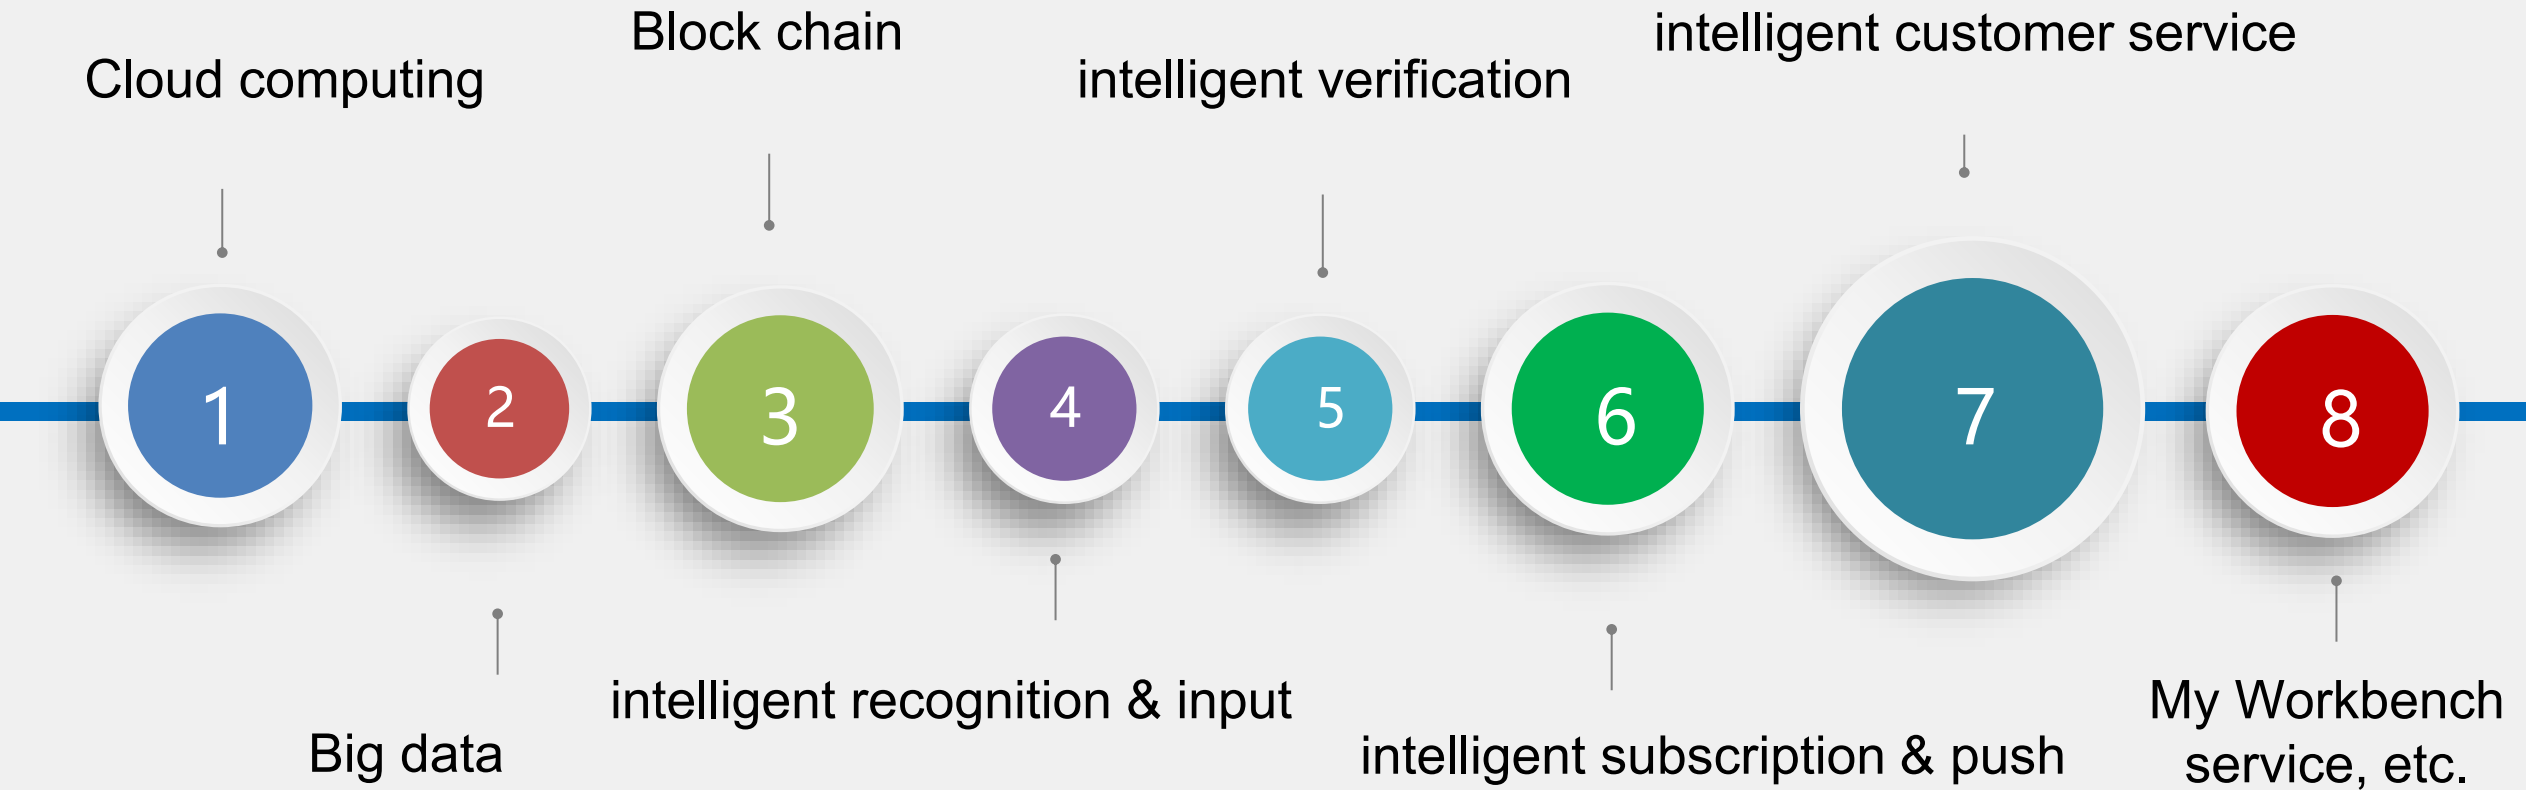 Block chain
intelligent customer service
Cloud computing
intelligent verification
1
2
3
4
5
6
7
8
intelligent recognition & input
My Workbench
service, etc.
Big data
intelligent subscription & push